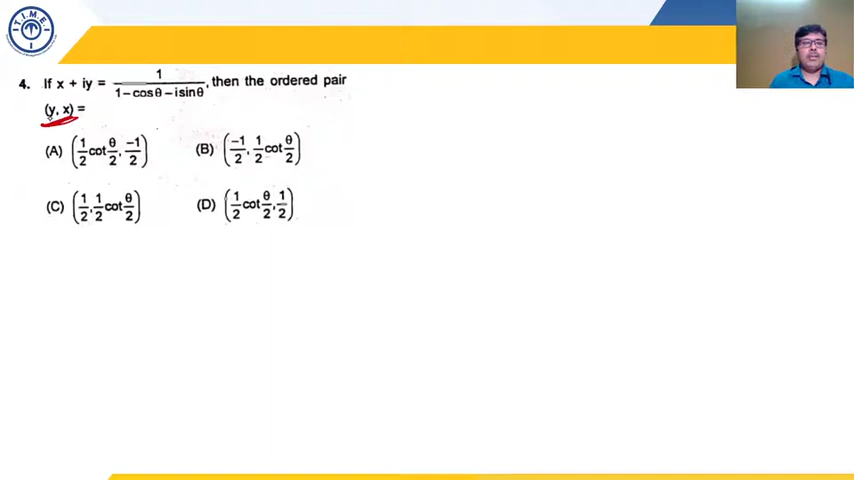 T.I.M.E.
4. If x + iy = 1/(1−cosθ−isinθ), then the ordered pair
(y, x) =
(A) (1/2 cot θ/2, −1/2) (B) (−1/2, 1/2 cot θ/2)
(C) (1/2, 1/2 cot θ/2) (D) (1/2 cot θ/2, 1/2)